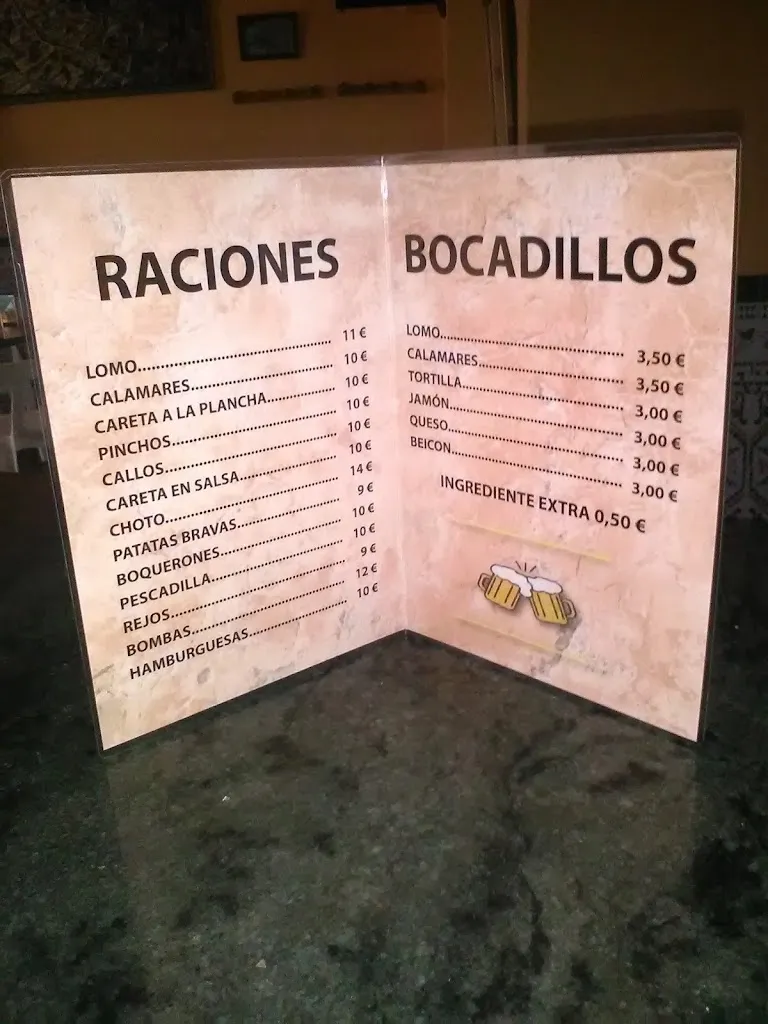 RACIONES
LOMO 11 €
CALAMARES 10 €
CARETA A LA PLANCHA 10 €
PINCHOS 10 €
CALLOS 10 €
CARETA EN SALSA 10 €
CHOTO 14 €
PATATAS BRAVAS 9 €
BOQUERONES 10 €
PESCADILLA 10 €
REJOS 9 €
BOMBAS 12 €
HAMBURGUESAS 10 €
BOCADILLOS
LOMO 3,50 €
CALAMARES 3,50 €
TORTILLA 3,00 €
JAMÓN 3,00 €
QUESO 3,00 €
BEICON 3,00 €
INGREDIENTE EXTRA 0,50 €